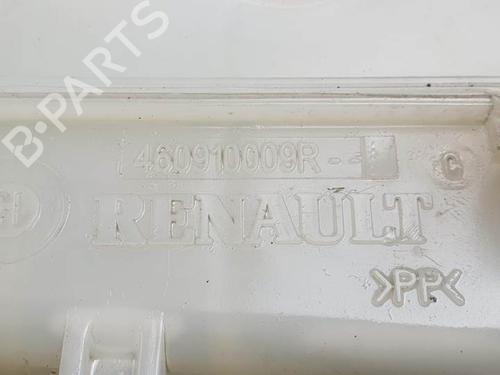 B-PARTS
460910009R--
C
RENAULT
>PP<